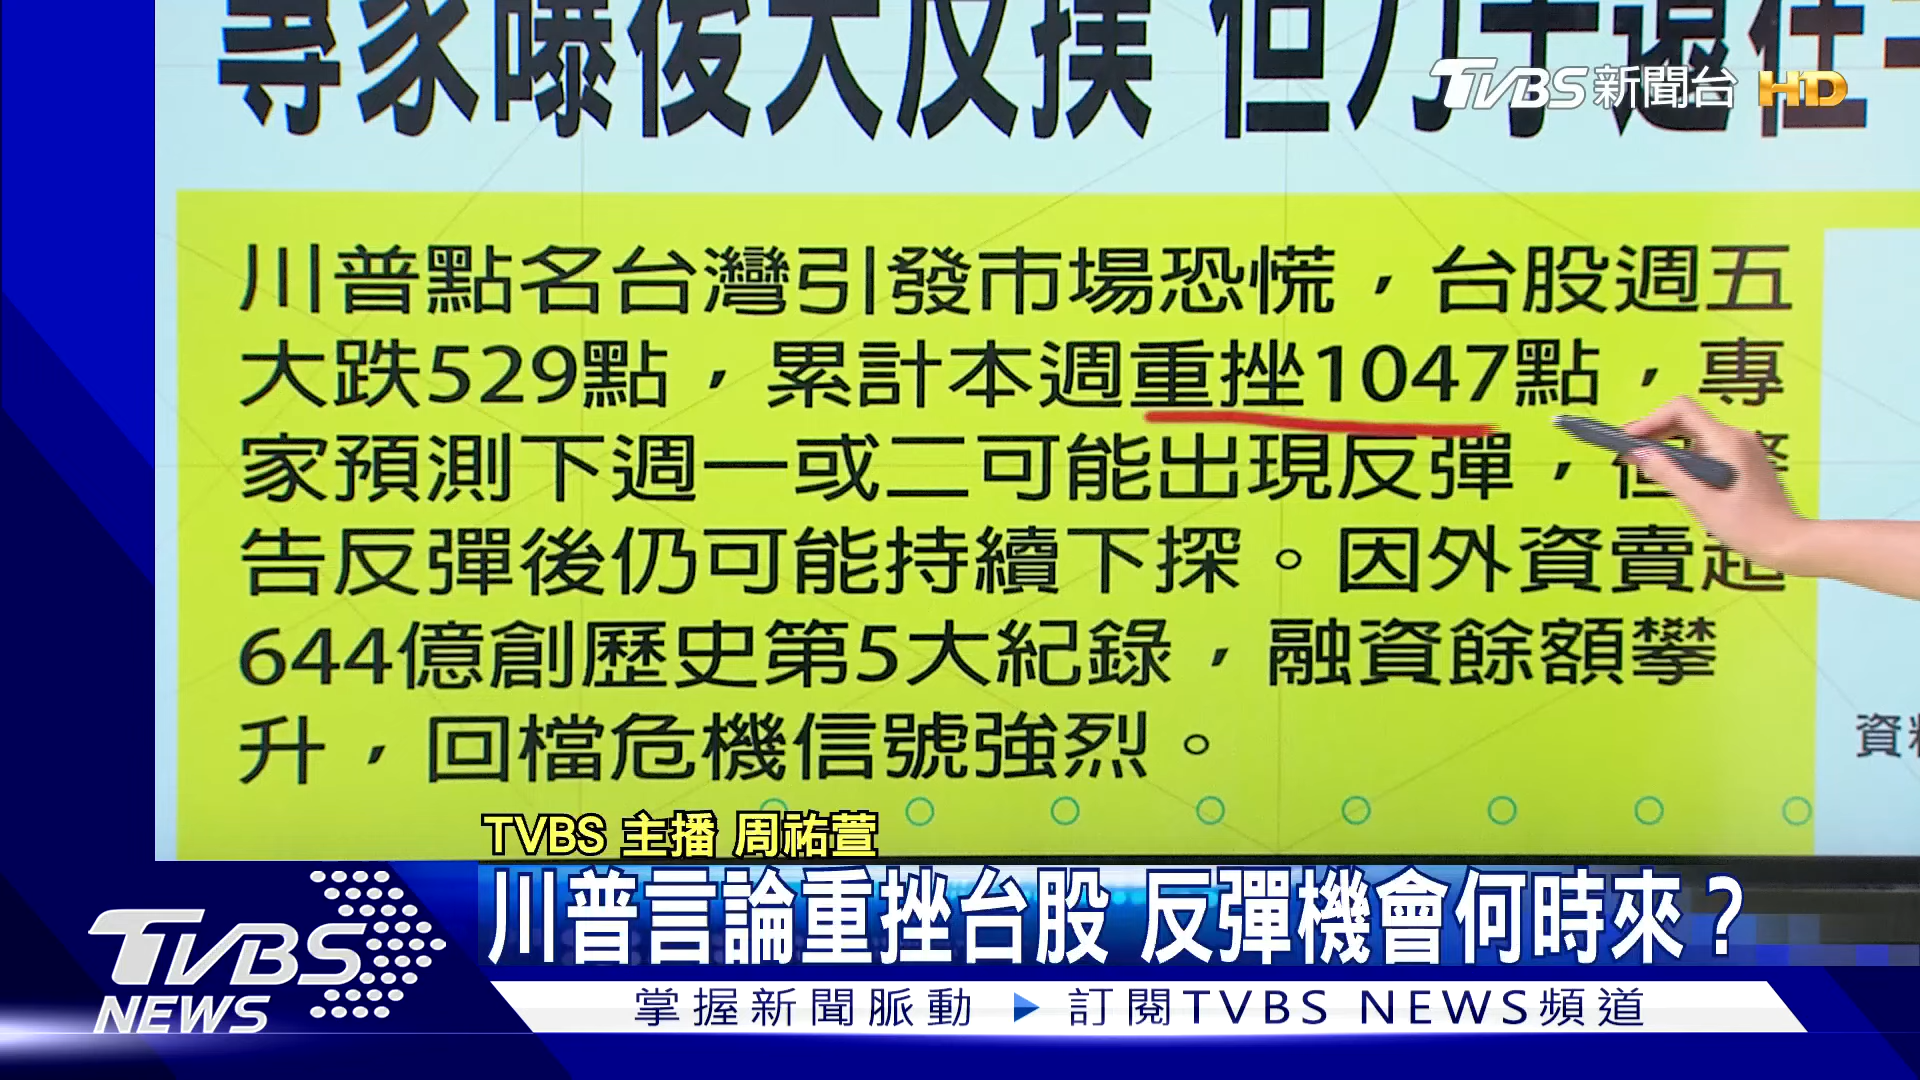 專家曝後大反撲 但刀子還在
TVBS新聞台 HD
川普點名台灣引發市場恐慌，台股週五
大跌529點，累計本週重挫1047點，專
家預測下週一或二可能出現反彈，
告反彈後仍可能持續下探。因外資賣超
644億創歷史第5大紀錄，融資餘額攀
升，回檔危機信號強烈。
資料
TVBS 主播 周祐萱
川普言論重挫台股 反彈機會何時來？
TVBS
NEWS
掌握新聞脈動 ▶ 訂閱TVBS NEWS頻道